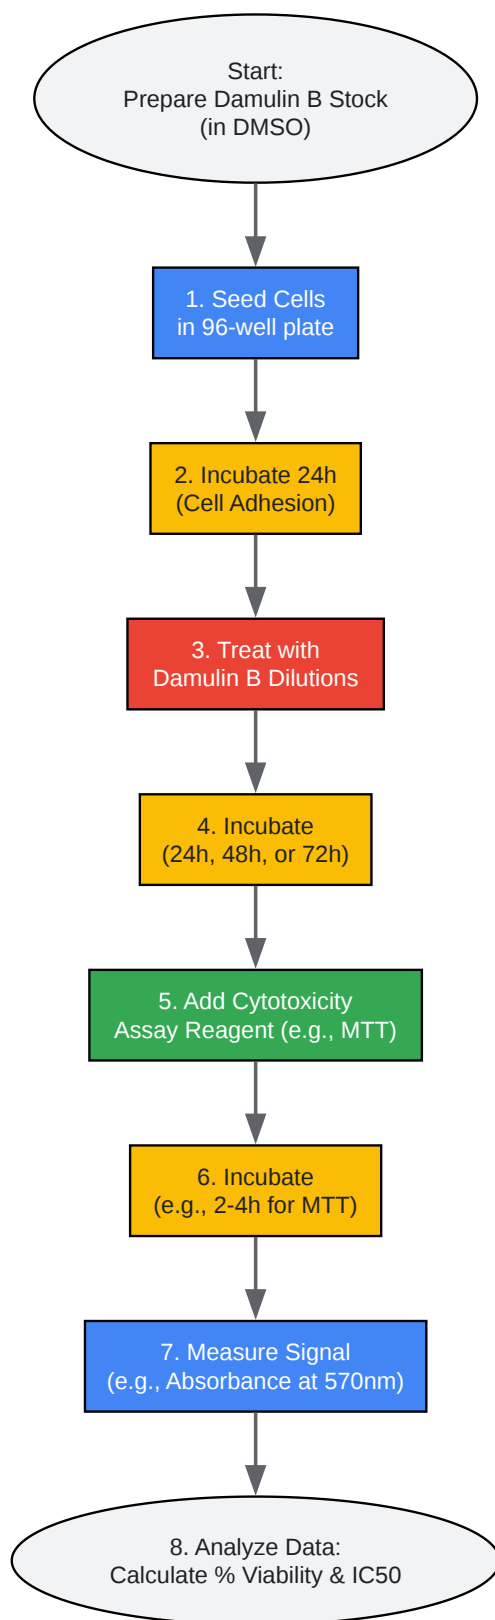 Start:
Prepare Damulin B Stock
(in DMSO)
1. Seed Cells
in 96-well plate
2. Incubate 24h
(Cell Adhesion)
3. Treat with
Damulin B Dilutions
4. Incubate
(24h, 48h, or 72h)
5. Add Cytotoxicity
Assay Reagent (e.g., MTT)
6. Incubate
(e.g., 2-4h for MTT)
7. Measure Signal
(e.g., Absorbance at 570nm)
8. Analyze Data:
Calculate % Viability & IC50